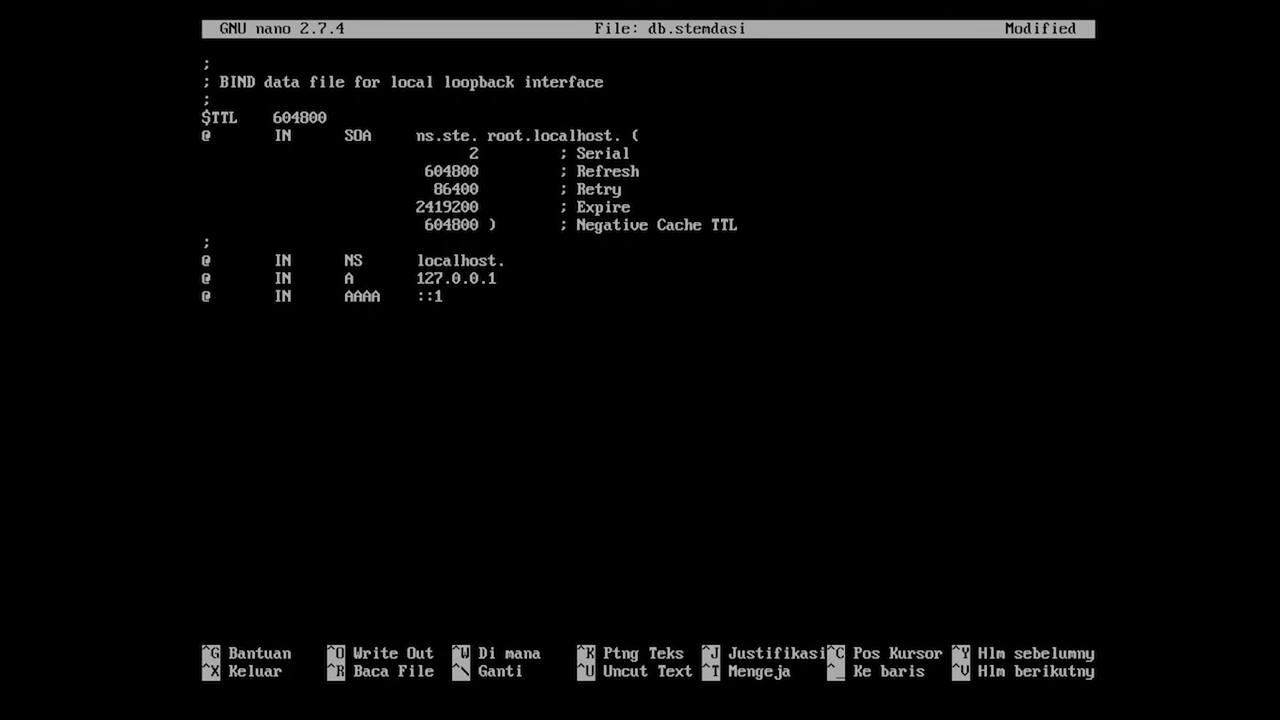 GNU nano 2.7.4 File: db.stemdasi Modified
;
; BIND data file for local loopback interface
;
$TTL 604800
@ IN SOA ns.ste. root.localhost. (
2 ; Serial
604800 ; Refresh
86400 ; Retry
2419200 ; Expire
604800 ) ; Negative Cache TTL
;
@ IN NS localhost.
@ IN A 127.0.0.1
@ IN AAAA ::1
^G Bantuan ^O Write Out ^W Di mana ^K Ptng Teks ^J Justifikasi ^C Pos Kursor ^Y Hlm sebelumny
^X Keluar ^R Baca File ^\ Ganti ^U Uncut Text ^T Mengeja ^_ Ke baris ^V Hlm berikutny